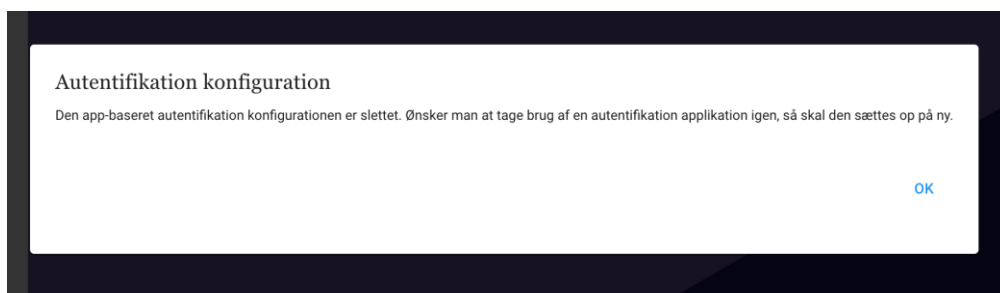 Autentifikation konfiguration
Den app-baseret autentifikation konfigurationen er slettet. Ønsker man at tage brug af en autentifikation applikation igen, så skal den sættes op på ny.
OK